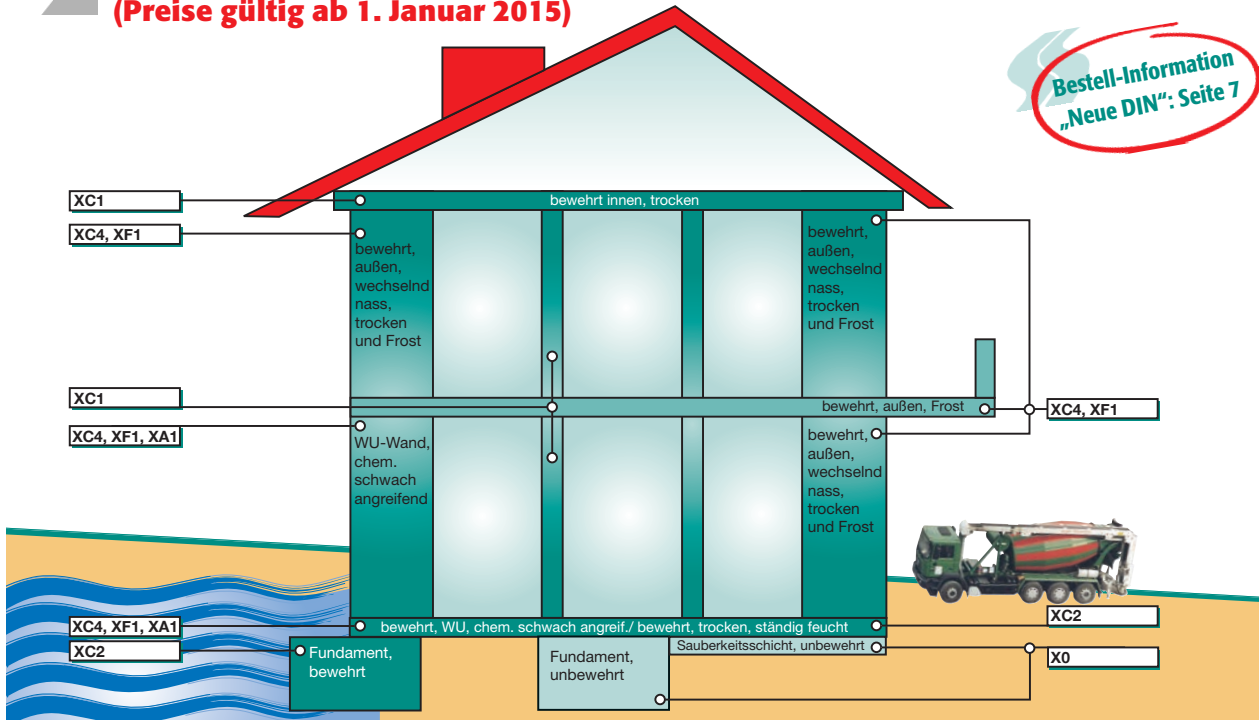 (Preise gültig ab 1. Januar 2015)
Bestell-Information
„Neue DIN“: Seite 7
XC1
bewehrt innen, trocken
XC4, XF1
bewehrt,
außen,
wechselnd
nass,
trocken
und Frost
bewehrt,
außen,
wechselnd
nass,
trocken
und Frost
XC1
bewehrt, außen, Frost
XC4, XF1
XC4, XF1, XA1
WU-Wand,
chem.
schwach
angreifend
bewehrt,
außen,
wechselnd
nass,
trocken
und Frost
XC4, XF1, XA1
bewehrt, WU, chem. schwach angreif./ bewehrt, trocken, ständig feucht
XC2
XC2
Fundament,
bewehrt
Fundament,
unbewehrt
Sauberkeitsschicht, unbewehrt
X0